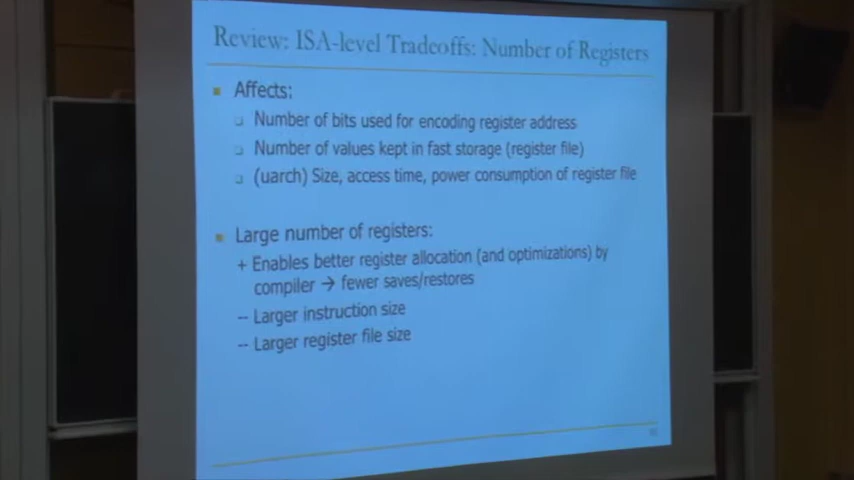 Review: ISA-level Tradeoffs: Number of Registers
Affects:
Number of bits used for encoding register address
Number of values kept in fast storage (register file)
(uarch) Size, access time, power consumption of register file
Large number of registers:
+ Enables better register allocation (and optimizations) by
compiler → fewer saves/restores
-- Larger instruction size
-- Larger register file size